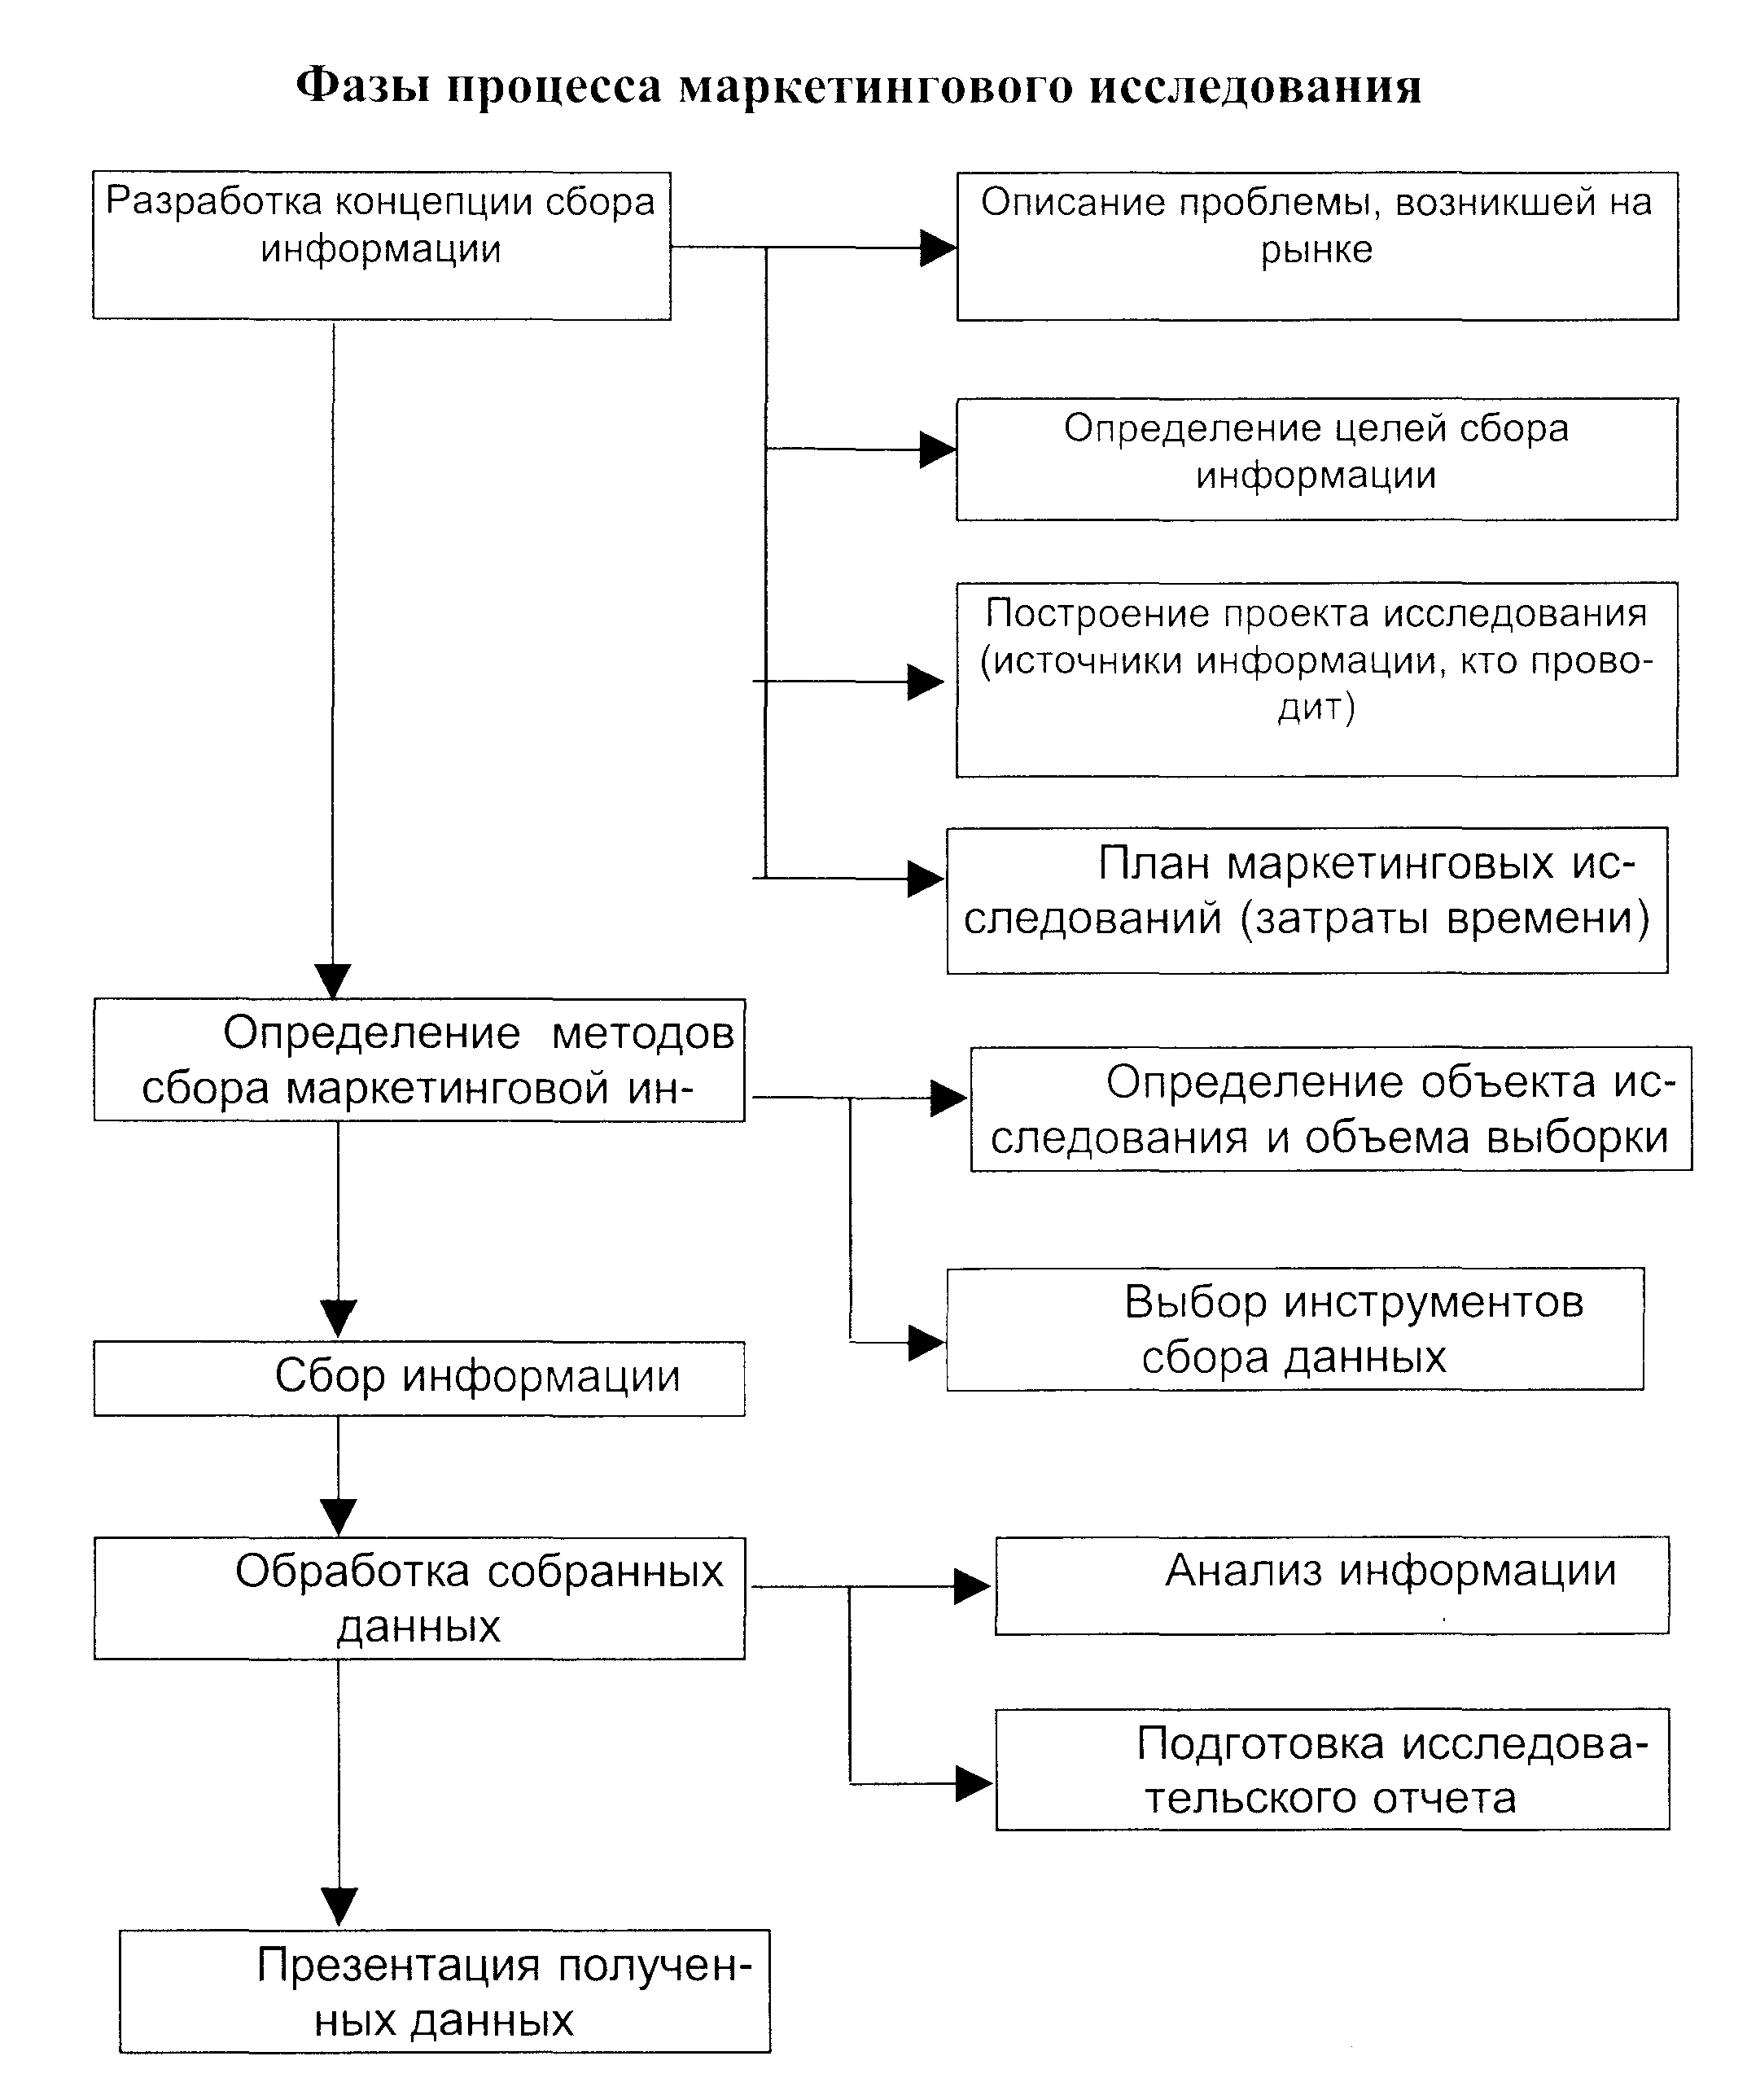 Фазы процесса маркетингового исследования
Разработка концепции сбора
информации
Описание проблемы, возникшей на
рынке
Определение целей сбора
информации
Построение проекта исследования
(источники информации, кто прово-
дит)
План маркетинговых ис-
следований (затраты времени)
Определение методов
сбора маркетинговой ин-
Определение объекта ис-
следования и объема выборки
Выбор инструментов
сбора данных
Сбор информации
Обработка собранных
данных
Анализ информации
Подготовка исследова-
тельского отчета
Презентация получен-
ных данных